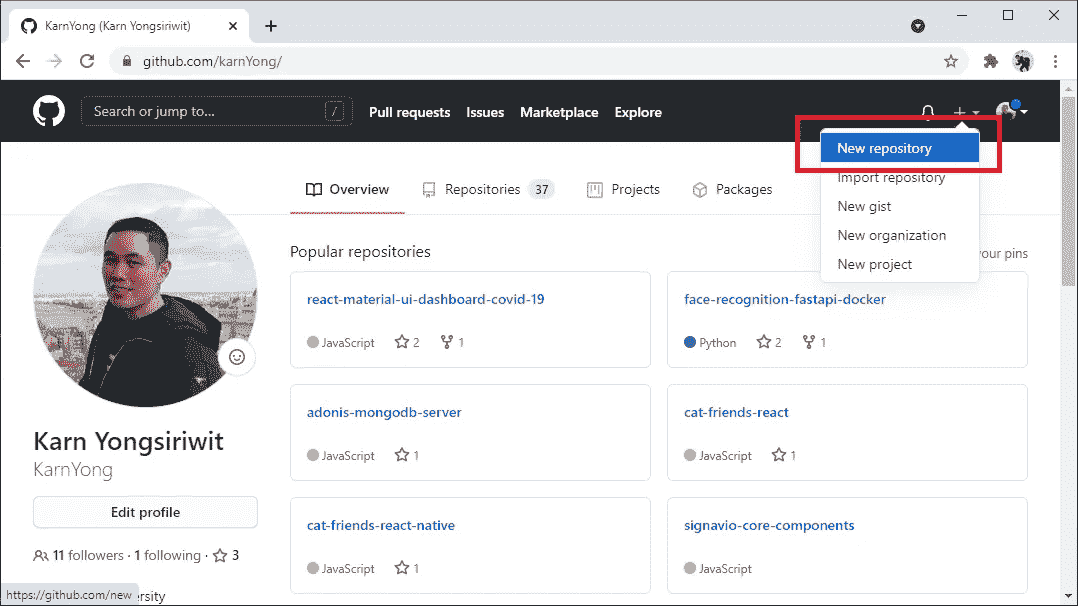 KarnYong (Karn Yongsiriwit)
github.com/karnYong/
Search or jump to... /
Pull requests Issues Marketplace Explore
New repository
Import repository
New gist
New organization
New project
Overview Repositories 37 Projects Packages
Popular repositories your pins
react-material-ui-dashboard-covid-19
JavaScript 2 1
face-recognition-fastapi-docker
Python 2 1
adonis-mongodb-server
JavaScript 1
cat-friends-react
JavaScript 1
cat-friends-react-native
JavaScript 1
signavio-core-components
JavaScript
Karn Yongsiriwit
KarnYong
Edit profile
11 followers · 1 following · 3
https://github.com/new